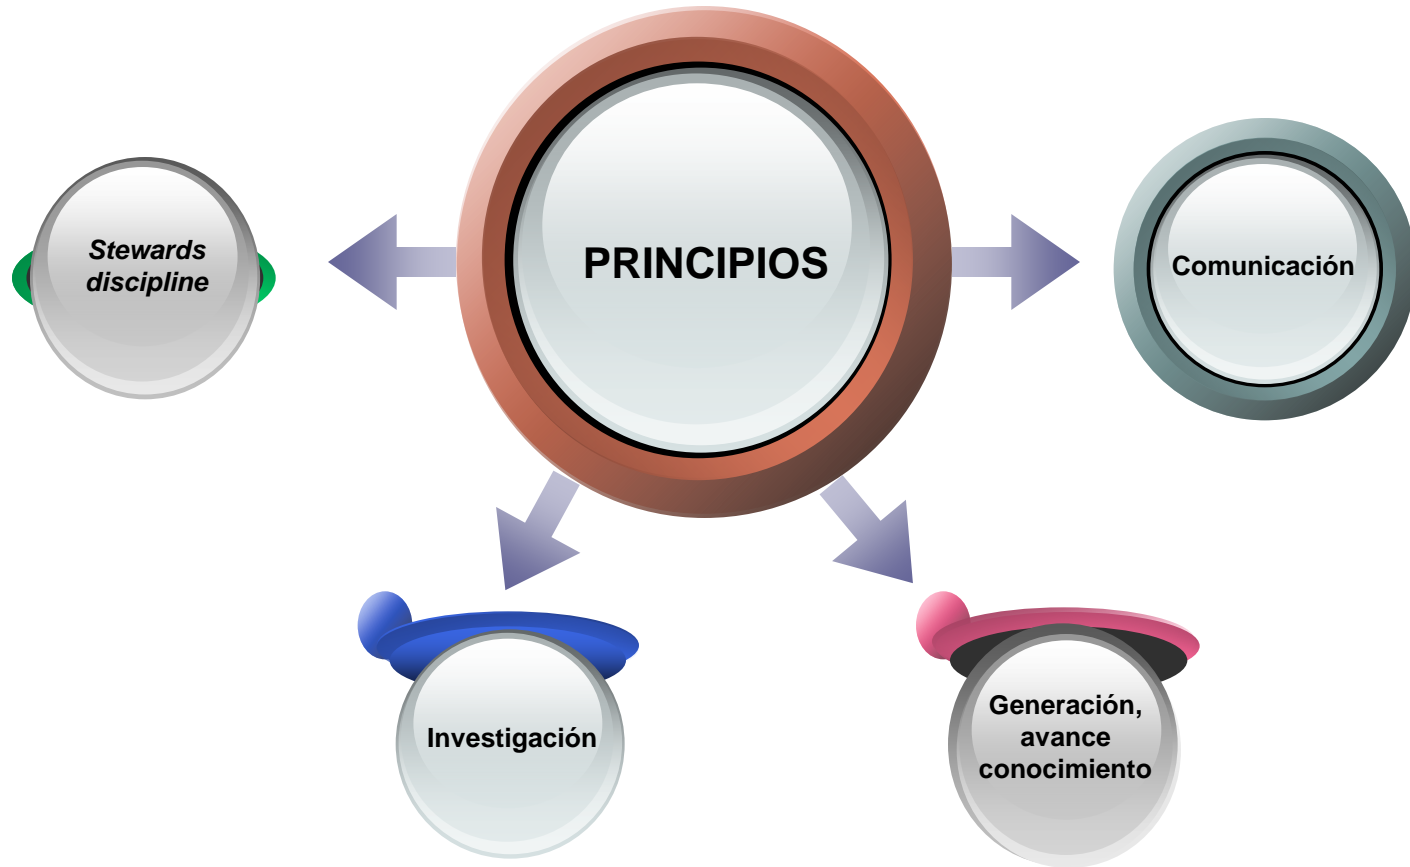 PRINCIPIOS
Stewards
discipline
Comunicación
Investigación
Generación,
avance
conocimiento